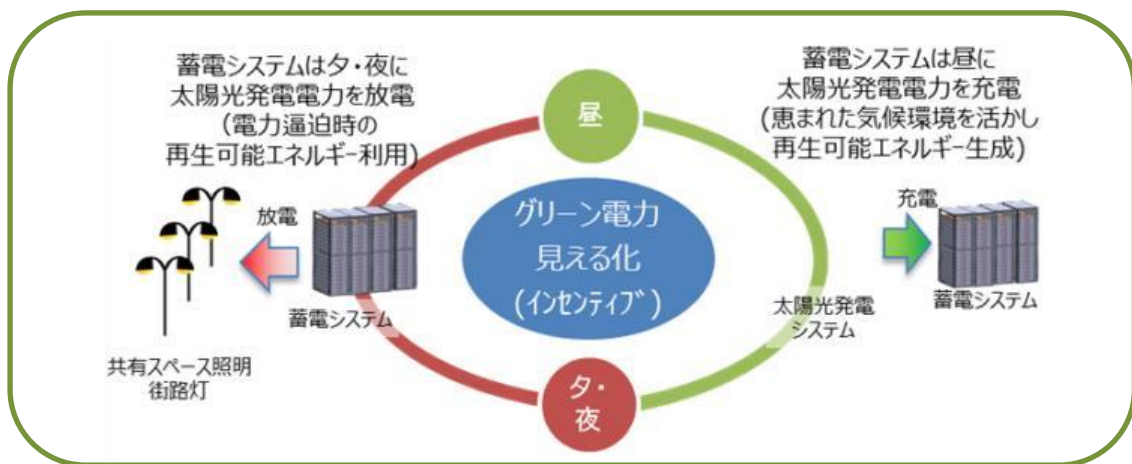 蓄電システムは夕・夜に
太陽光発電電力を放電
(電力逼迫時の
再生可能エネルギー利用)
放電
蓄電システム
共有スペース照明
街路灯
昼
グリーン電力
見える化
(インセンティブ)
夕・
夜
蓄電システムは昼に
太陽光発電電力を充電
(恵まれた気候環境を活かし
再生可能エネルギー生成)
充電
太陽光発電
システム
蓄電システム